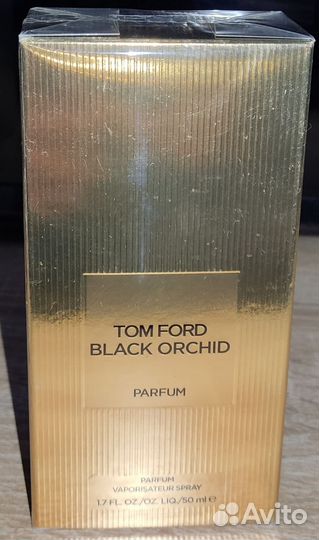 TOM FORD
BLACK ORCHID
PARFUM
PARFUM
VAPORISATEUR SPRAY
1.7 FL. OZ./OZ. LIQ./50 ml ℮
Avito